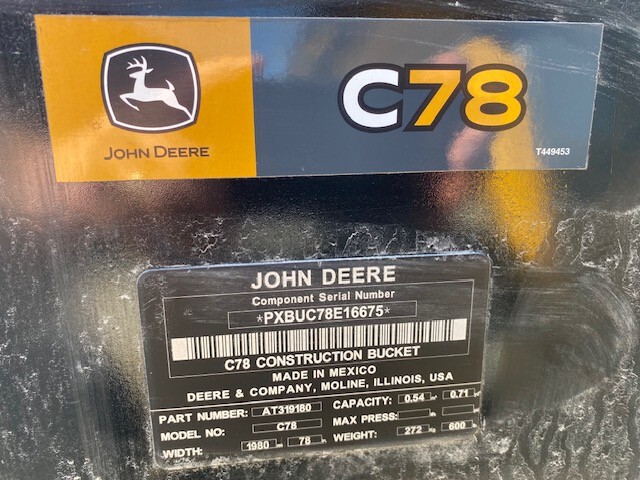 JOHN DEERE
C78
T449453
JOHN DEERE
Component Serial Number
*PXBUC78E16675*
C78 CONSTRUCTION BUCKET
MADE IN MEXICO
DEERE & COMPANY, MOLINE, ILLINOIS, USA
PART NUMBER: AT319180
MODEL NO: C78
WIDTH: 1980 78
CAPACITY: 0.54 0.71
MAX PRESS:
WEIGHT: 272 600